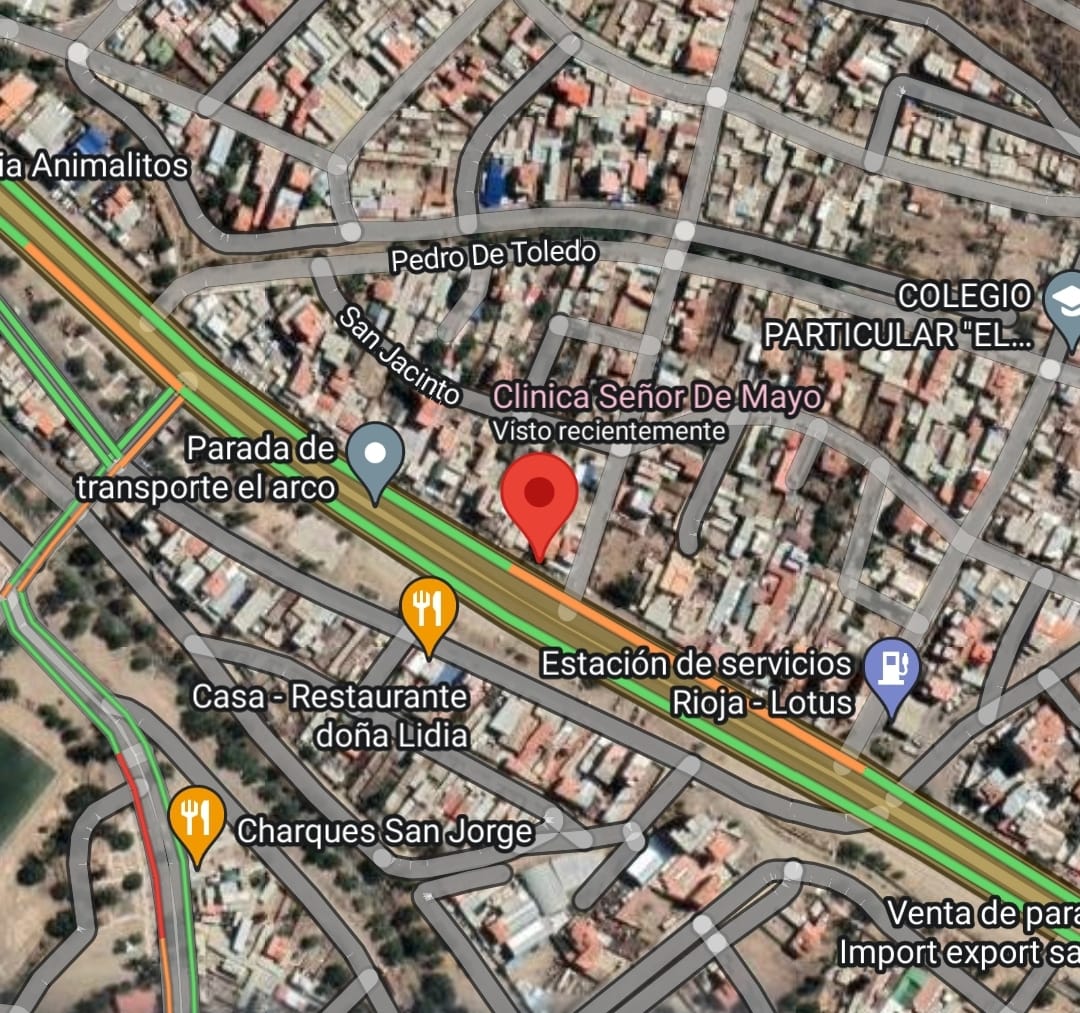 ia Animalitos
Pedro De Toledo
San Jacinto
COLEGIO
PARTICULAR "EL...
Clinica Señor De Mayo
Visto recientemente
Parada de
transporte el arco
Estación de servicios
Rioja - Lotus
Casa - Restaurante
doña Lidia
Charques San Jorge
Venta de para
Import export sa